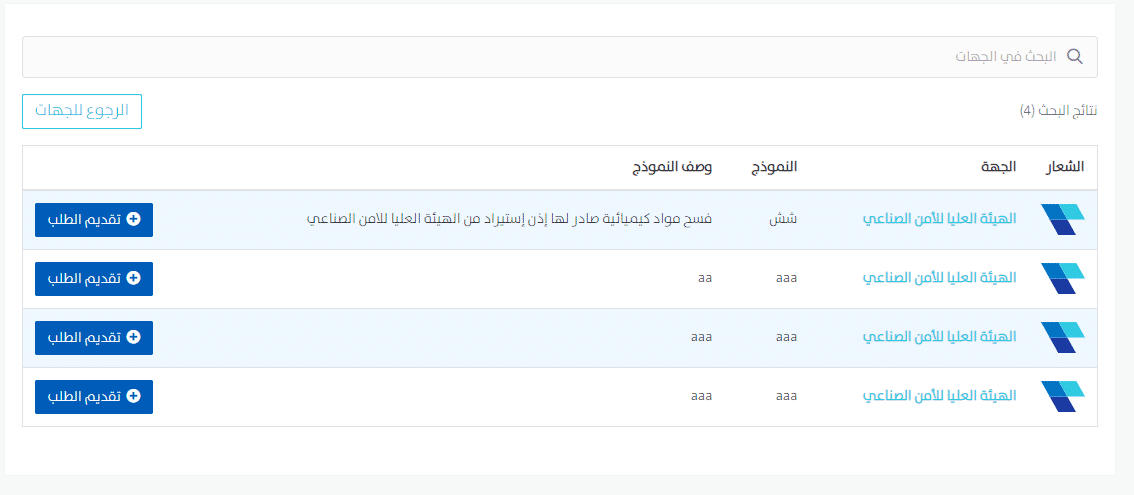 البحث في الجهات
نتائج البحث (4)
الرجوع للجهات
الشعار الجهة النموذج وصف النموذج
الهيئة العليا للأمن الصناعي شش فسح مواد كيميائية صادر لها إذن إستيراد من الهيئة العليا للامن الصناعي تقديم الطلب
الهيئة العليا للأمن الصناعي aaa aa تقديم الطلب
الهيئة العليا للأمن الصناعي aaa aaa تقديم الطلب
الهيئة العليا للأمن الصناعي aaa aaa تقديم الطلب